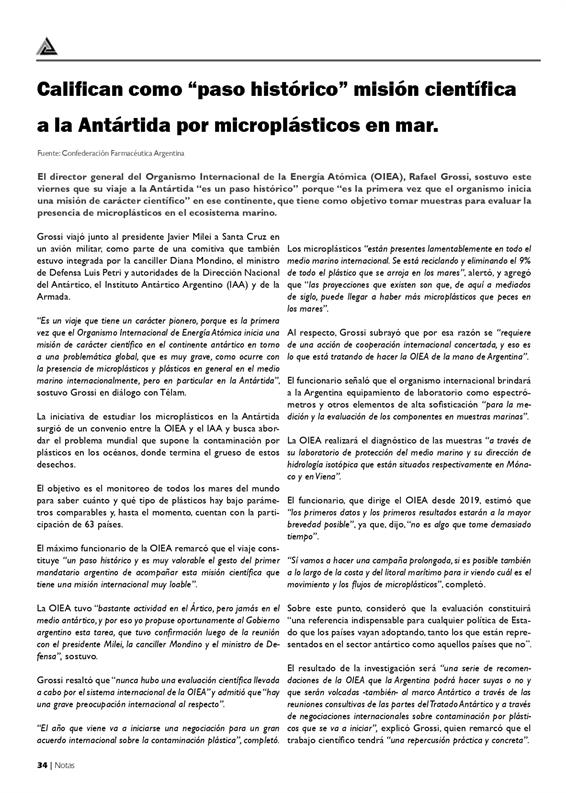 Califican como “paso histórico” misión científica
a la Antártida por microplásticos en mar.
Fuente: Confederación Farmacéutica Argentina
El director general del Organismo Internacional de la Energía Atómica (OIEA), Rafael Grossi, sostuvo este
viernes que su viaje a la Antártida “es un paso histórico” porque “es la primera vez que el organismo inicia
una misión de carácter científico” en ese continente, que tiene como objetivo tomar muestras para evaluar la
presencia de microplásticos en el ecosistema marino.
Grossi viajó junto al presidente Javier Milei a Santa Cruz en
un avión militar, como parte de una comitiva que también
estuvo integrada por la canciller Diana Mondino, el ministro
de Defensa Luis Petri y autoridades de la Dirección Nacional
del Antártico, el Instituto Antártico Argentino (IAA) y de la
Armada.
“Es un viaje que tiene un carácter pionero, porque es la primera
vez que el Organismo Internacional de Energía Atómica inicia una
misión de carácter científico en el continente antártico en torno
a una problemática global, que es muy grave, como ocurre con
la presencia de microplásticos y plásticos en general en el medio
marino internacionalmente, pero en particular en la Antártida”,
sostuvo Grossi en diálogo con Télam.
La iniciativa de estudiar los microplásticos en la Antártida
surgió de un convenio entre la OIEA y el IAA y busca abor-
dar el problema mundial que supone la contaminación por
plásticos en los océanos, donde termina el grueso de estos
desechos.
El objetivo es el monitoreo de todos los mares del mundo
para saber cuánto y qué tipo de plásticos hay bajo paráme-
tros comparables y, hasta el momento, cuentan con la parti-
cipación de 63 países.
El máximo funcionario de la OIEA remarcó que el viaje cons-
tituye “un paso histórico y es muy valorable el gesto del primer
mandatario argentino de acompañar esta misión científica que
tiene una misión internacional muy loable”.
La OIEA tuvo “bastante actividad en el Ártico, pero jamás en el
medio antártico, y por eso yo propuse oportunamente al Gobierno
argentino esta tarea, que tuvo confirmación luego de la reunión
con el presidente Milei, la canciller Mondino y el ministro de De-
fensa”, sostuvo.
Grossi resaltó que “nunca hubo una evaluación científica llevada
a cabo por el sistema internacional de la OIEA” y admitió que “hay
una grave preocupación internacional al respecto”.
“El año que viene va a iniciarse una negociación para un gran
acuerdo internacional sobre la contaminación plástica”, completó.
Los microplásticos “están presentes lamentablemente en todo el
medio marino internacional. Se está reciclando y eliminando el 9%
de todo el plástico que se arroja en los mares”, alertó, y agregó
que “las proyecciones que existen son que, de aquí a mediados
de siglo, puede llegar a haber más microplásticos que peces en
los mares”.
Al respecto, Grossi subrayó que por esa razón se “requiere
de una acción de cooperación internacional concertada, y eso es
lo que está tratando de hacer la OIEA de la mano de Argentina”.
El funcionario señaló que el organismo internacional brindará
a la Argentina equipamiento de laboratorio como espectró-
metros y otros elementos de alta sofisticación “para la me-
dición y la evaluación de los componentes en muestras marinas”.
La OIEA realizará el diagnóstico de las muestras “a través de
su laboratorio de protección del medio marino y su dirección de
hidrología isotópica que están situados respectivamente en Móna-
co y en Viena”.
El funcionario, que dirige el OIEA desde 2019, estimó que
“los primeros datos y los primeros resultados estarán a la mayor
brevedad posible”, ya que, dijo, “no es algo que tome demasiado
tiempo”.
“Sí vamos a hacer una campaña prolongada, si es posible también
a lo largo de la costa y del litoral marítimo para ir viendo cuál es el
movimiento y los flujos de microplásticos”, completó.
Sobre este punto, consideró que la evaluación constituirá
“una referencia indispensable para cualquier política de Esta-
do que los países vayan adoptando, tanto los que están repre-
sentados en el sector antártico como aquellos países que no”.
El resultado de la investigación será “una serie de recomen-
daciones de la OIEA que la Argentina podrá hacer suyas o no y
que serán volcadas -también- al marco Antártico a través de las
reuniones consultivas de las partes del Tratado Antártico y a través
de negociaciones internacionales sobre contaminación por plásti-
cos que se va a iniciar”, explicó Grossi, quien remarcó que el
trabajo científico tendrá “una repercusión práctica y concreta”.
34 | Notas